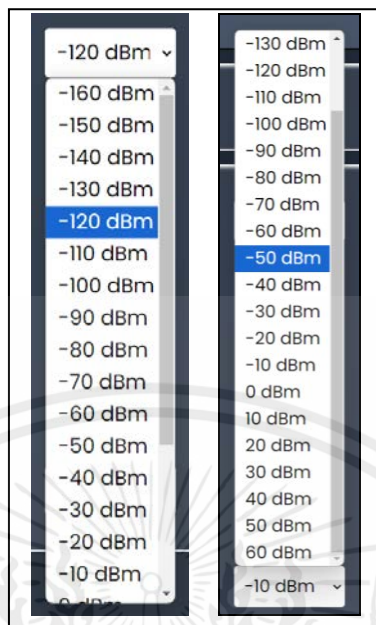 -120 dBm
-160 dBm
-150 dBm
-140 dBm
-130 dBm
-120 dBm
-110 dBm
-100 dBm
-90 dBm
-80 dBm
-70 dBm
-60 dBm
-50 dBm
-40 dBm
-30 dBm
-20 dBm
-10 dBm
0 dBm
-130 dBm
-120 dBm
-110 dBm
-100 dBm
-90 dBm
-80 dBm
-70 dBm
-60 dBm
-50 dBm
-40 dBm
-30 dBm
-20 dBm
-10 dBm
0 dBm
10 dBm
20 dBm
30 dBm
40 dBm
50 dBm
60 dBm
-10 dBm